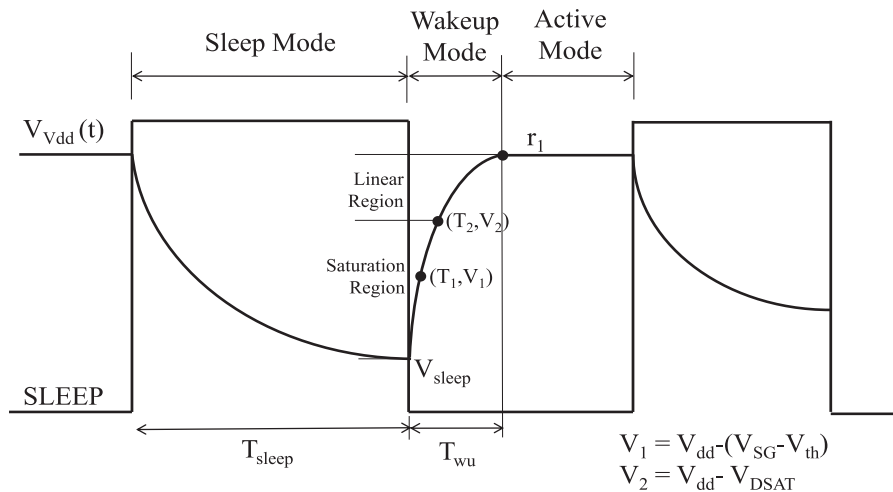 Sleep Mode
Wakeup
Mode
Active
Mode
V_Vdd (t)
r_1
Linear
Region
(T_2,V_2)
Saturation
Region
(T_1,V_1)
V_sleep
SLEEP
T_sleep
T_wu
V_1 = V_dd-(V_SG-V_th)
V_2 = V_dd- V_DSAT